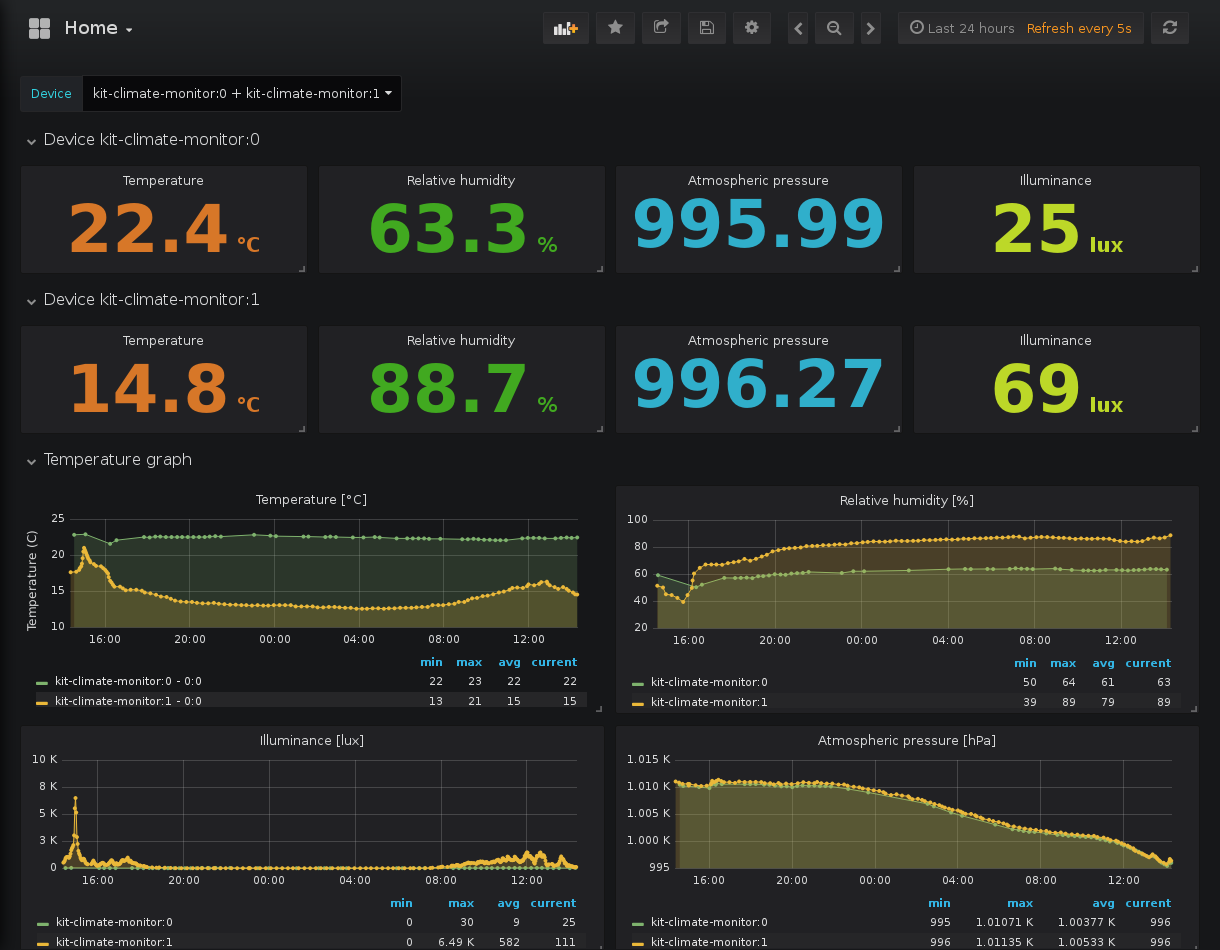 Home
Last 24 hours Refresh every 5s
Device kit-climate-monitor:0 + kit-climate-monitor:1
Device kit-climate-monitor:0
Temperature Relative humidity Atmospheric pressure Illuminance
22.4 °C 63.3 % 995.99 25 lux
Device kit-climate-monitor:1
Temperature Relative humidity Atmospheric pressure Illuminance
14.8 °C 88.7 % 996.27 69 lux
Temperature graph
Temperature [°C]
Temperature (C)
25
20
15
10
16:00 20:00 00:00 04:00 08:00 12:00
min max avg current
kit-climate-monitor:0 - 0:0 22 23 22 22
kit-climate-monitor:1 - 0:0 13 21 15 15
Relative humidity [%]
100
80
60
40
20
16:00 20:00 00:00 04:00 08:00 12:00
min max avg current
kit-climate-monitor:0 50 64 61 63
kit-climate-monitor:1 39 89 79 89
Illuminance [lux]
10 K
8 K
5 K
3 K
0
16:00 20:00 00:00 04:00 08:00 12:00
min max avg current
kit-climate-monitor:0 0 30 9 25
kit-climate-monitor:1 0 6.49 K 582 111
Atmospheric pressure [hPa]
1.015 K
1.010 K
1.005 K
1.000 K
995
16:00 20:00 00:00 04:00 08:00 12:00
min max avg current
kit-climate-monitor:0 995 1.01071 K 1.00377 K 996
kit-climate-monitor:1 996 1.01135 K 1.00533 K 996